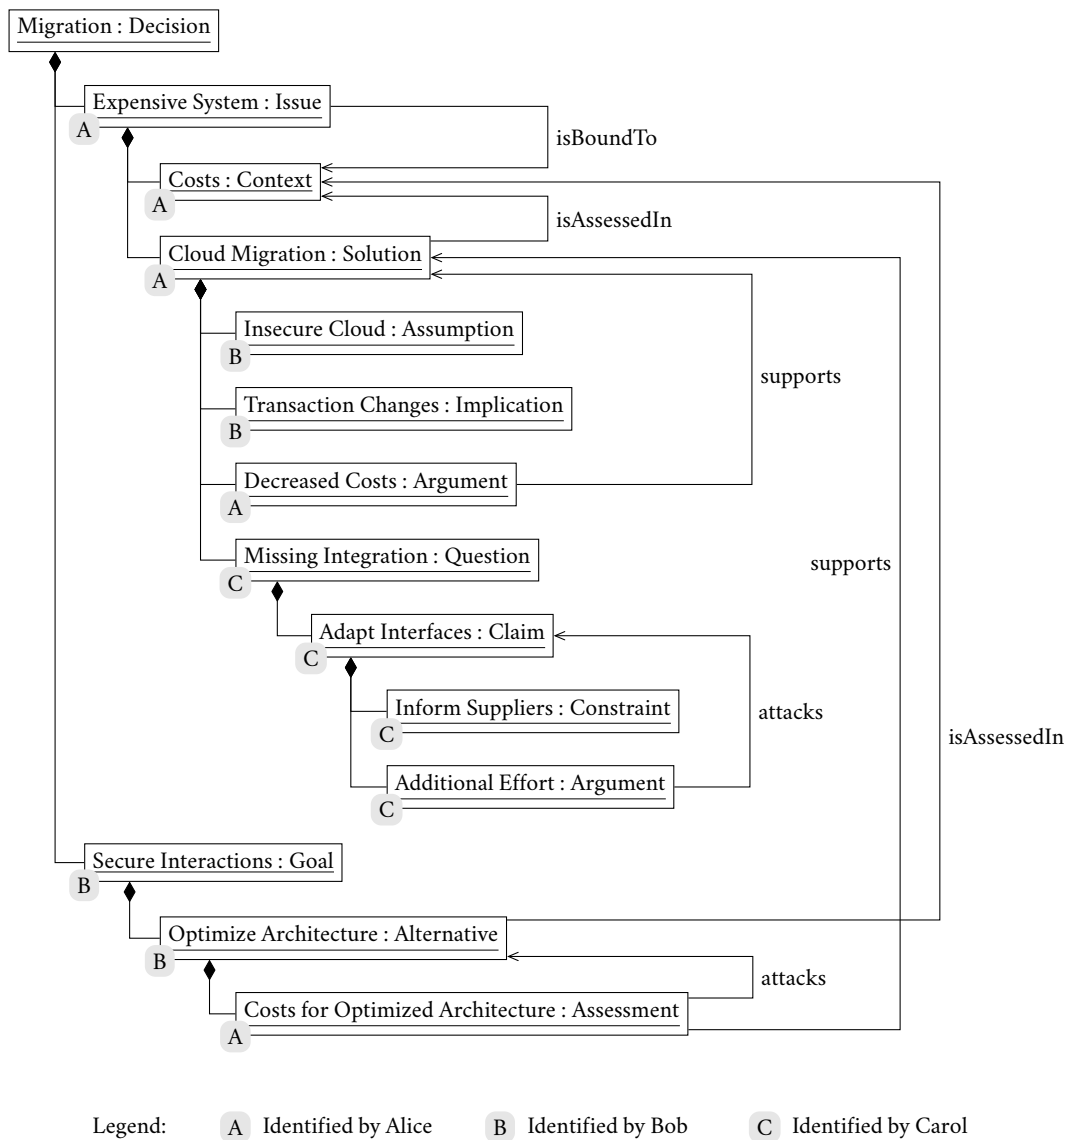 Migration : Decision
Expensive System : Issue
A
isBoundTo
Costs : Context
A
isAssessedIn
Cloud Migration : Solution
A
Insecure Cloud : Assumption
B
supports
Transaction Changes : Implication
B
Decreased Costs : Argument
A
Missing Integration : Question
C
supports
Adapt Interfaces : Claim
C
Inform Suppliers : Constraint
C
attacks
isAssessedIn
Additional Effort : Argument
C
Secure Interactions : Goal
B
Optimize Architecture : Alternative
B
attacks
Costs for Optimized Architecture : Assessment
A
Legend: A Identified by Alice B Identified by Bob C Identified by Carol